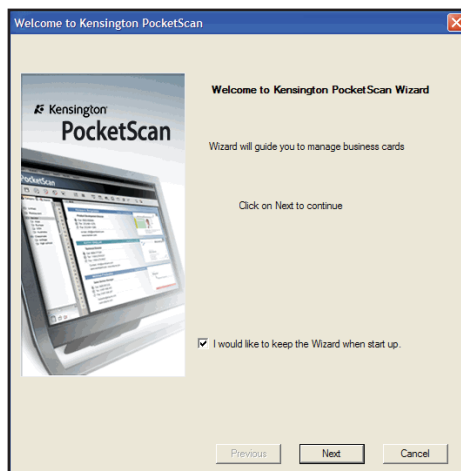 Welcome to Kensington PocketScan
Kensington
PocketScan
PocketScan
Welcome to Kensington PocketScan Wizard
Wizard will guide you to manage business cards
Click on Next to continue
I would like to keep the Wizard when start up.
Previous
Next
Cancel